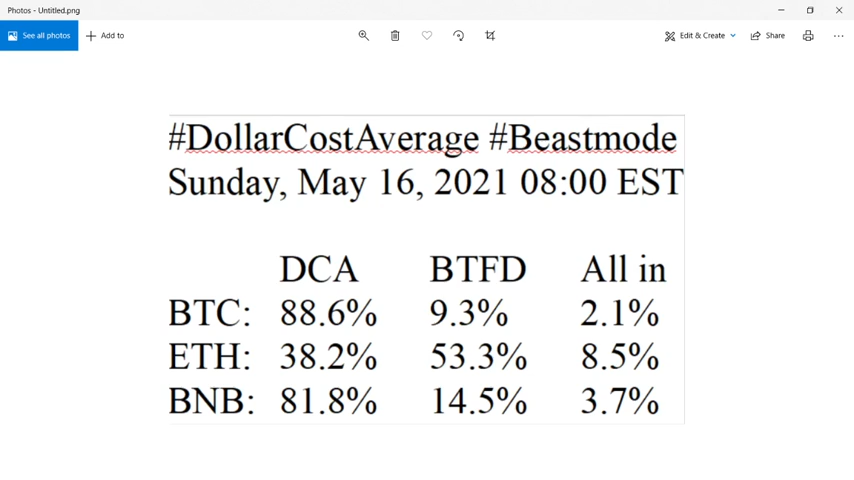 Photos - Untitled.png
See all photos
Add to
Edit & Create
Share
#DollarCostAverage #Beastmode
Sunday, May 16, 2021 08:00 EST
DCA BTFD All in
BTC: 88.6% 9.3% 2.1%
ETH: 38.2% 53.3% 8.5%
BNB: 81.8% 14.5% 3.7%